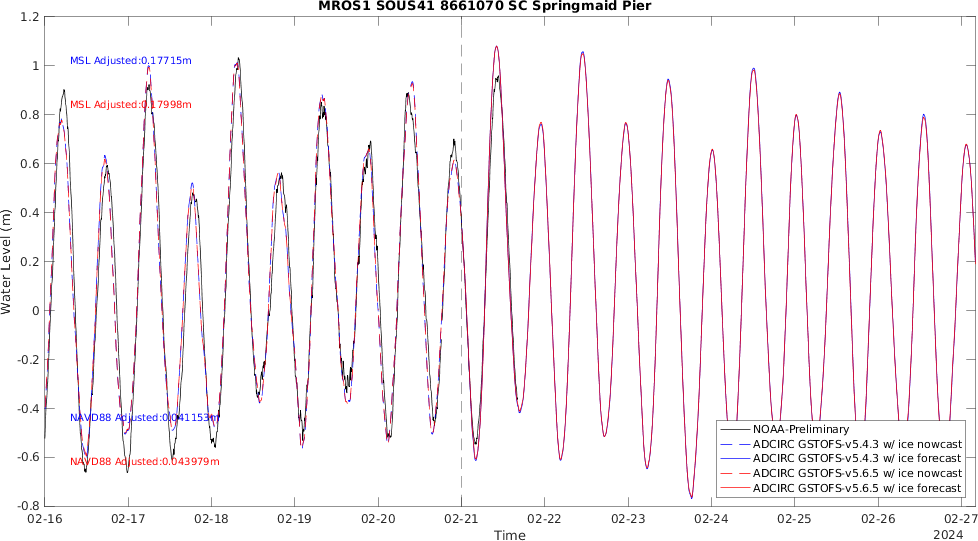 MROS1 SOUS41 8661070 SC Springmaid Pier
1.2
1
0.8
0.6
0.4
0.2
0
-0.2
-0.4
-0.6
-0.8
Water Level (m)
MSL Adjusted:0.17715m
MSL Adjusted:0.17998m
NAVD88 Adjusted:0.041153m
NAVD88 Adjusted:0.043979m
NOAA-Preliminary
ADCIRC GSTOFS-v5.4.3 w/ ice nowcast
ADCIRC GSTOFS-v5.4.3 w/ ice forecast
ADCIRC GSTOFS-v5.6.5 w/ ice nowcast
ADCIRC GSTOFS-v5.6.5 w/ ice forecast
02-16 02-17 02-18 02-19 02-20 02-21 02-22 02-23 02-24 02-25 02-26 02-27
Time
2024